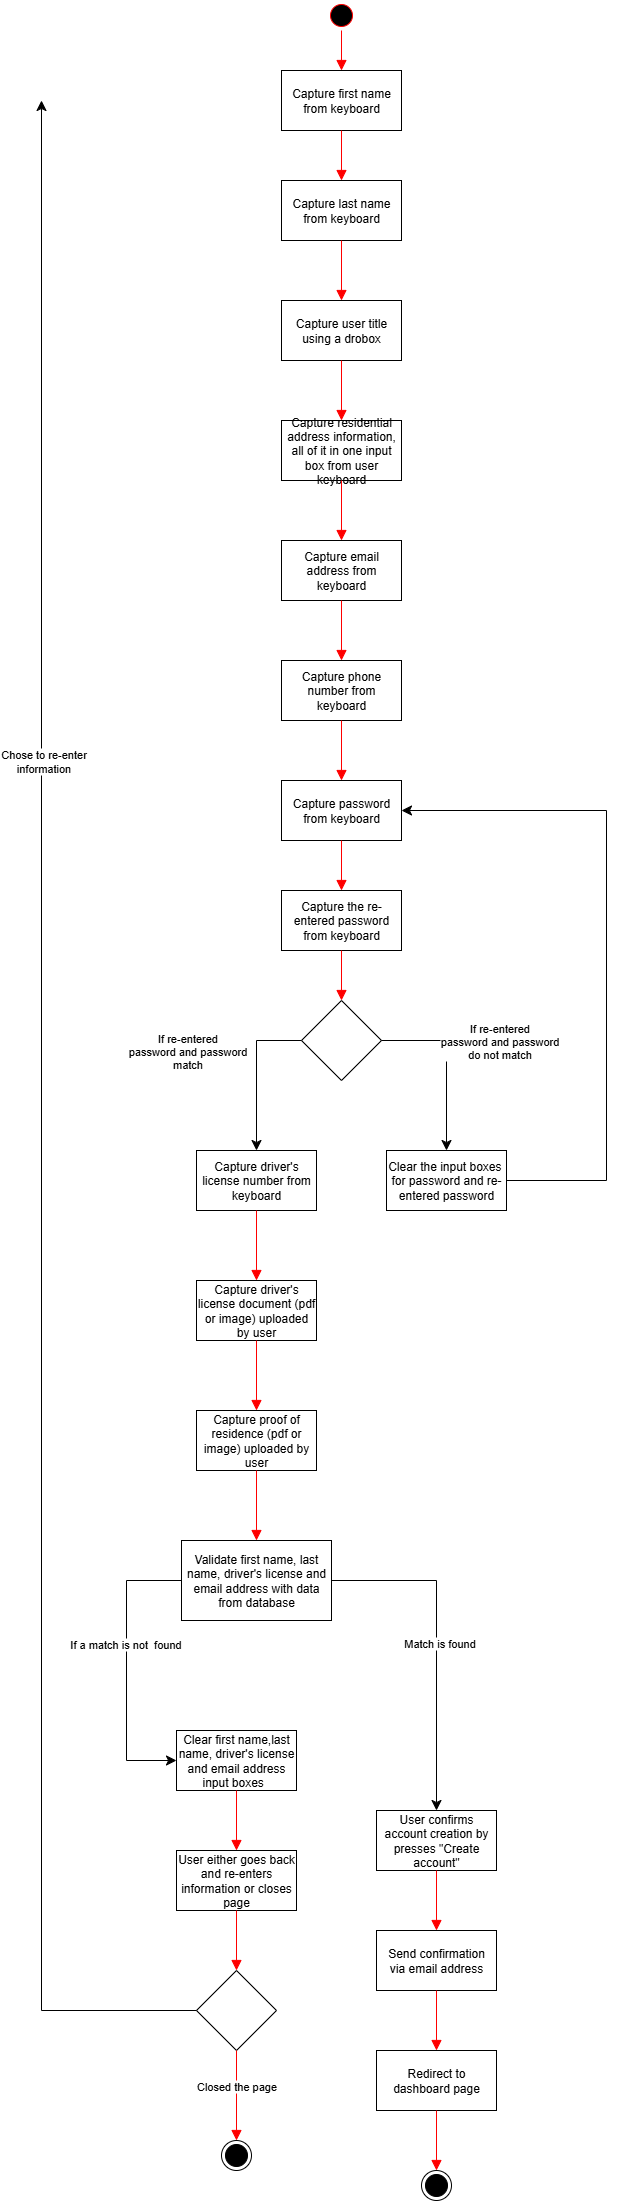 Capture first name
from keyboard
Capture last name
from keyboard
Capture user title
using a drobox
Capture residential
address information,
all of it in one input
box from user
keyboard
Capture email
address from
keyboard
Capture phone
number from
keyboard
Chose to re-enter
information
Capture password
from keyboard
Capture the re-
entered password
from keyboard
If re-entered
password and password
match
If re-entered
password and password
do not match
Capture driver's
license number from
keyboard
Clear the input boxes
for password and re-
entered password
Capture driver's
license document (pdf
or image) uploaded
by user
Capture proof of
residence (pdf or
image) uploaded by
user
Validate first name, last
name, driver's license and
email address with data
from database
If a match is not found
Match is found
Clear first name,last
name, driver's license
and email address
input boxes
User confirms
account creation by
presses "Create
account"
User either goes back
and re-enters
information or closes
page
Send confirmation
via email address
Redirect to
dashboard page
Closed the page